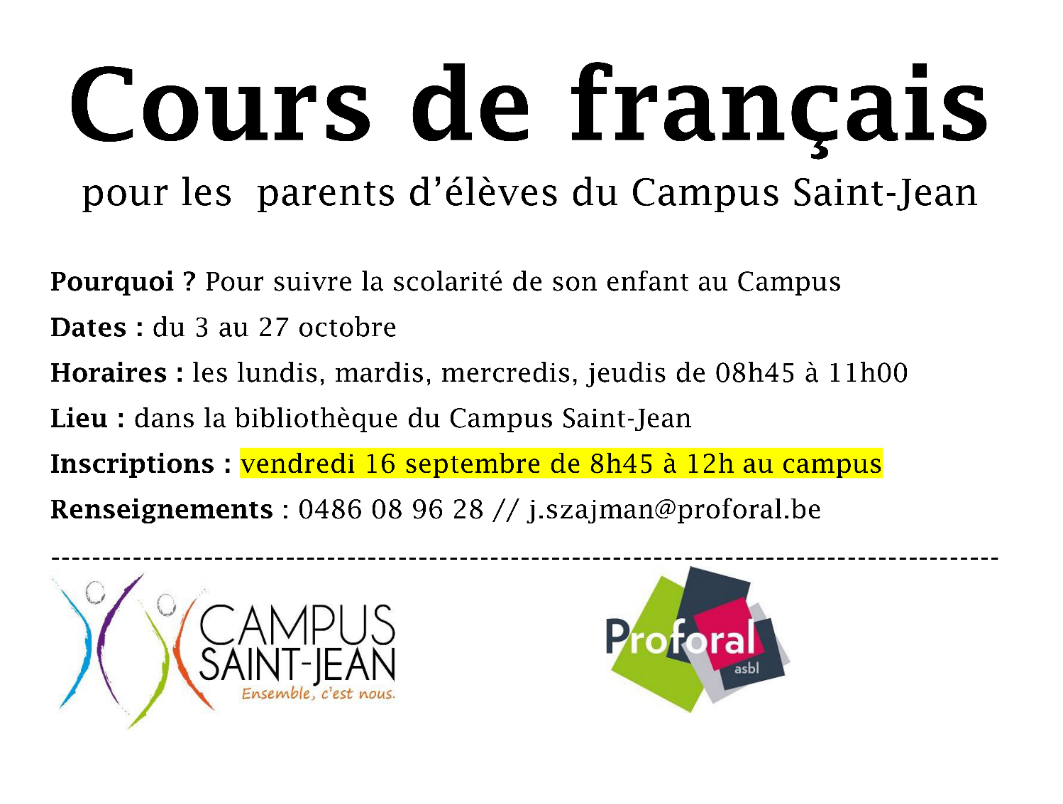 Cours de français
pour les  parents d’élèves du Campus Saint-Jean
Pourquoi ? Pour suivre la scolarité de son enfant au Campus
Dates : du 3 au 27 octobre
Horaires : les lundis, mardis, mercredis, jeudis de 08h45 à 11h00
Lieu : dans la bibliothèque du Campus Saint-Jean
Inscriptions : vendredi 16 septembre de 8h45 à 12h au campus
Renseignements : 0486 08 96 28 // j.szajman@proforal.be
---------------------------------------------------------------------------------------------
CAMPUS
SAINT-JEAN
Ensemble, c'est nous.
Proforal
asbl